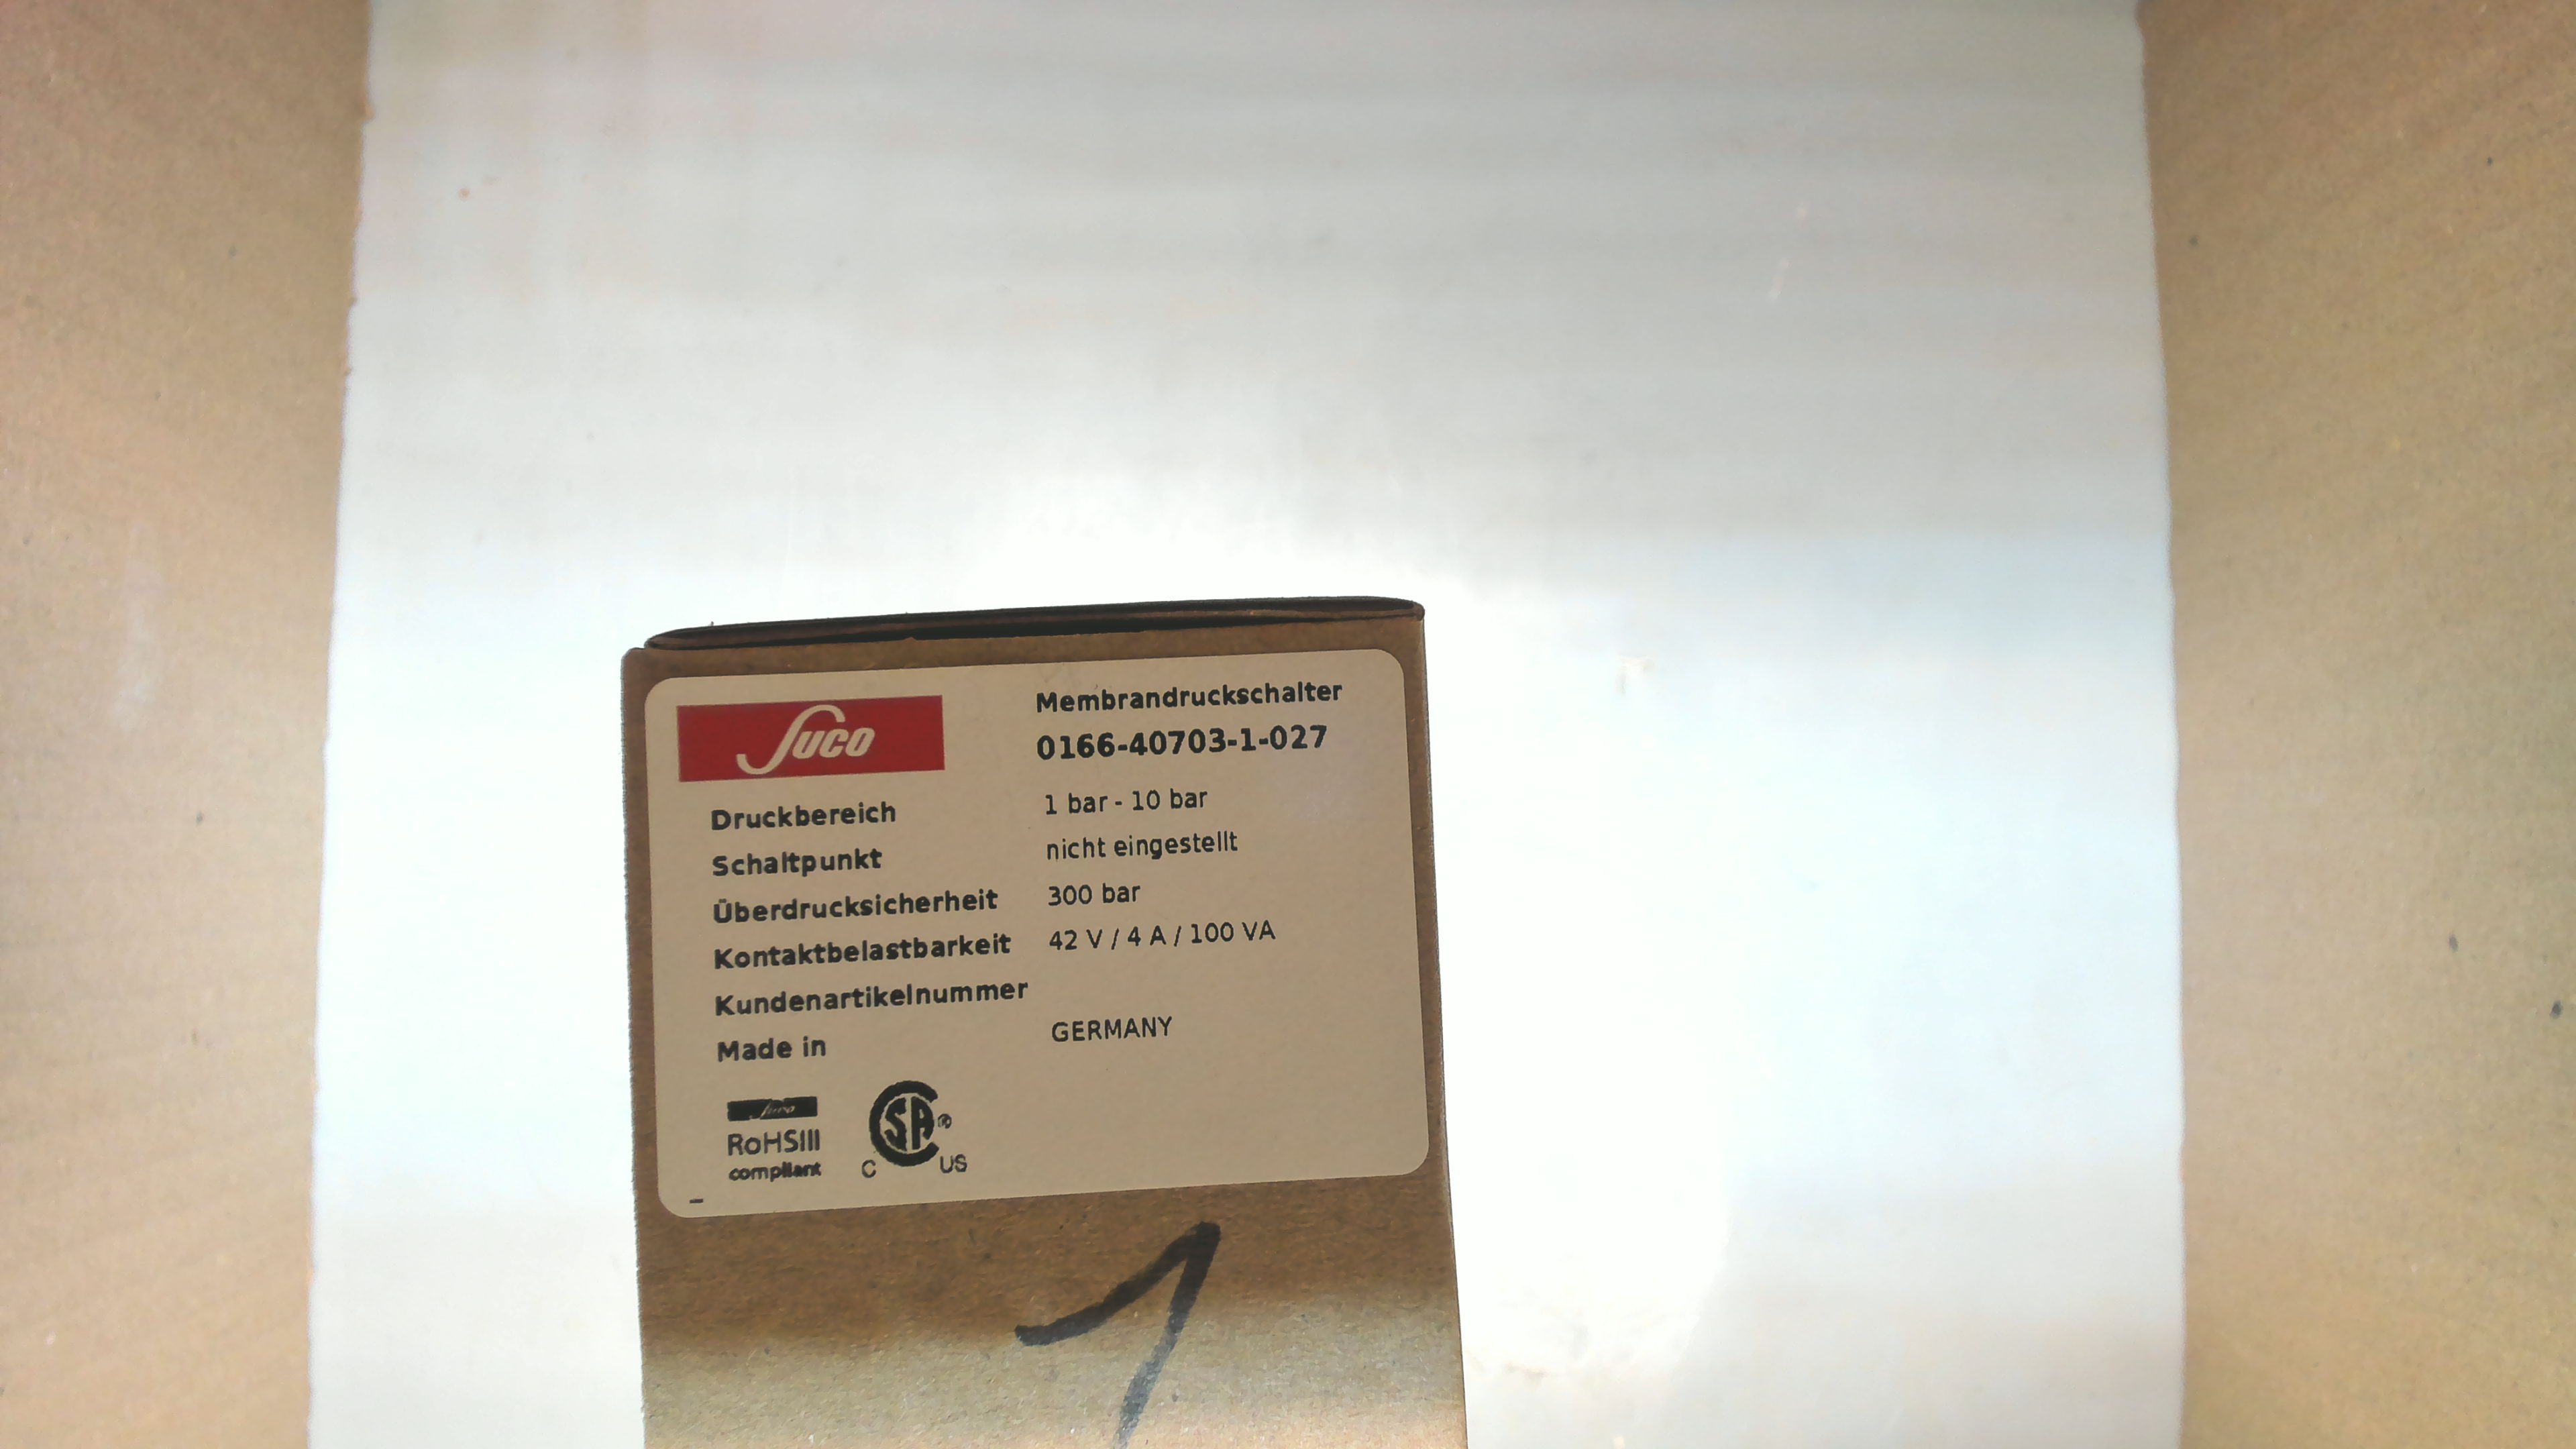 Suco
Membrandruckschalter
0166-40703-1-027
Druckbereich 1 bar - 10 bar
Schaltpunkt nicht eingestellt
Überdrucksicherheit 300 bar
Kontaktbelastbarkeit 42 V / 4 A / 100 VA
Kundenartikelnummer
Made in GERMANY
Suco
RoHSIII
compliant
CSA®
C US
-
1